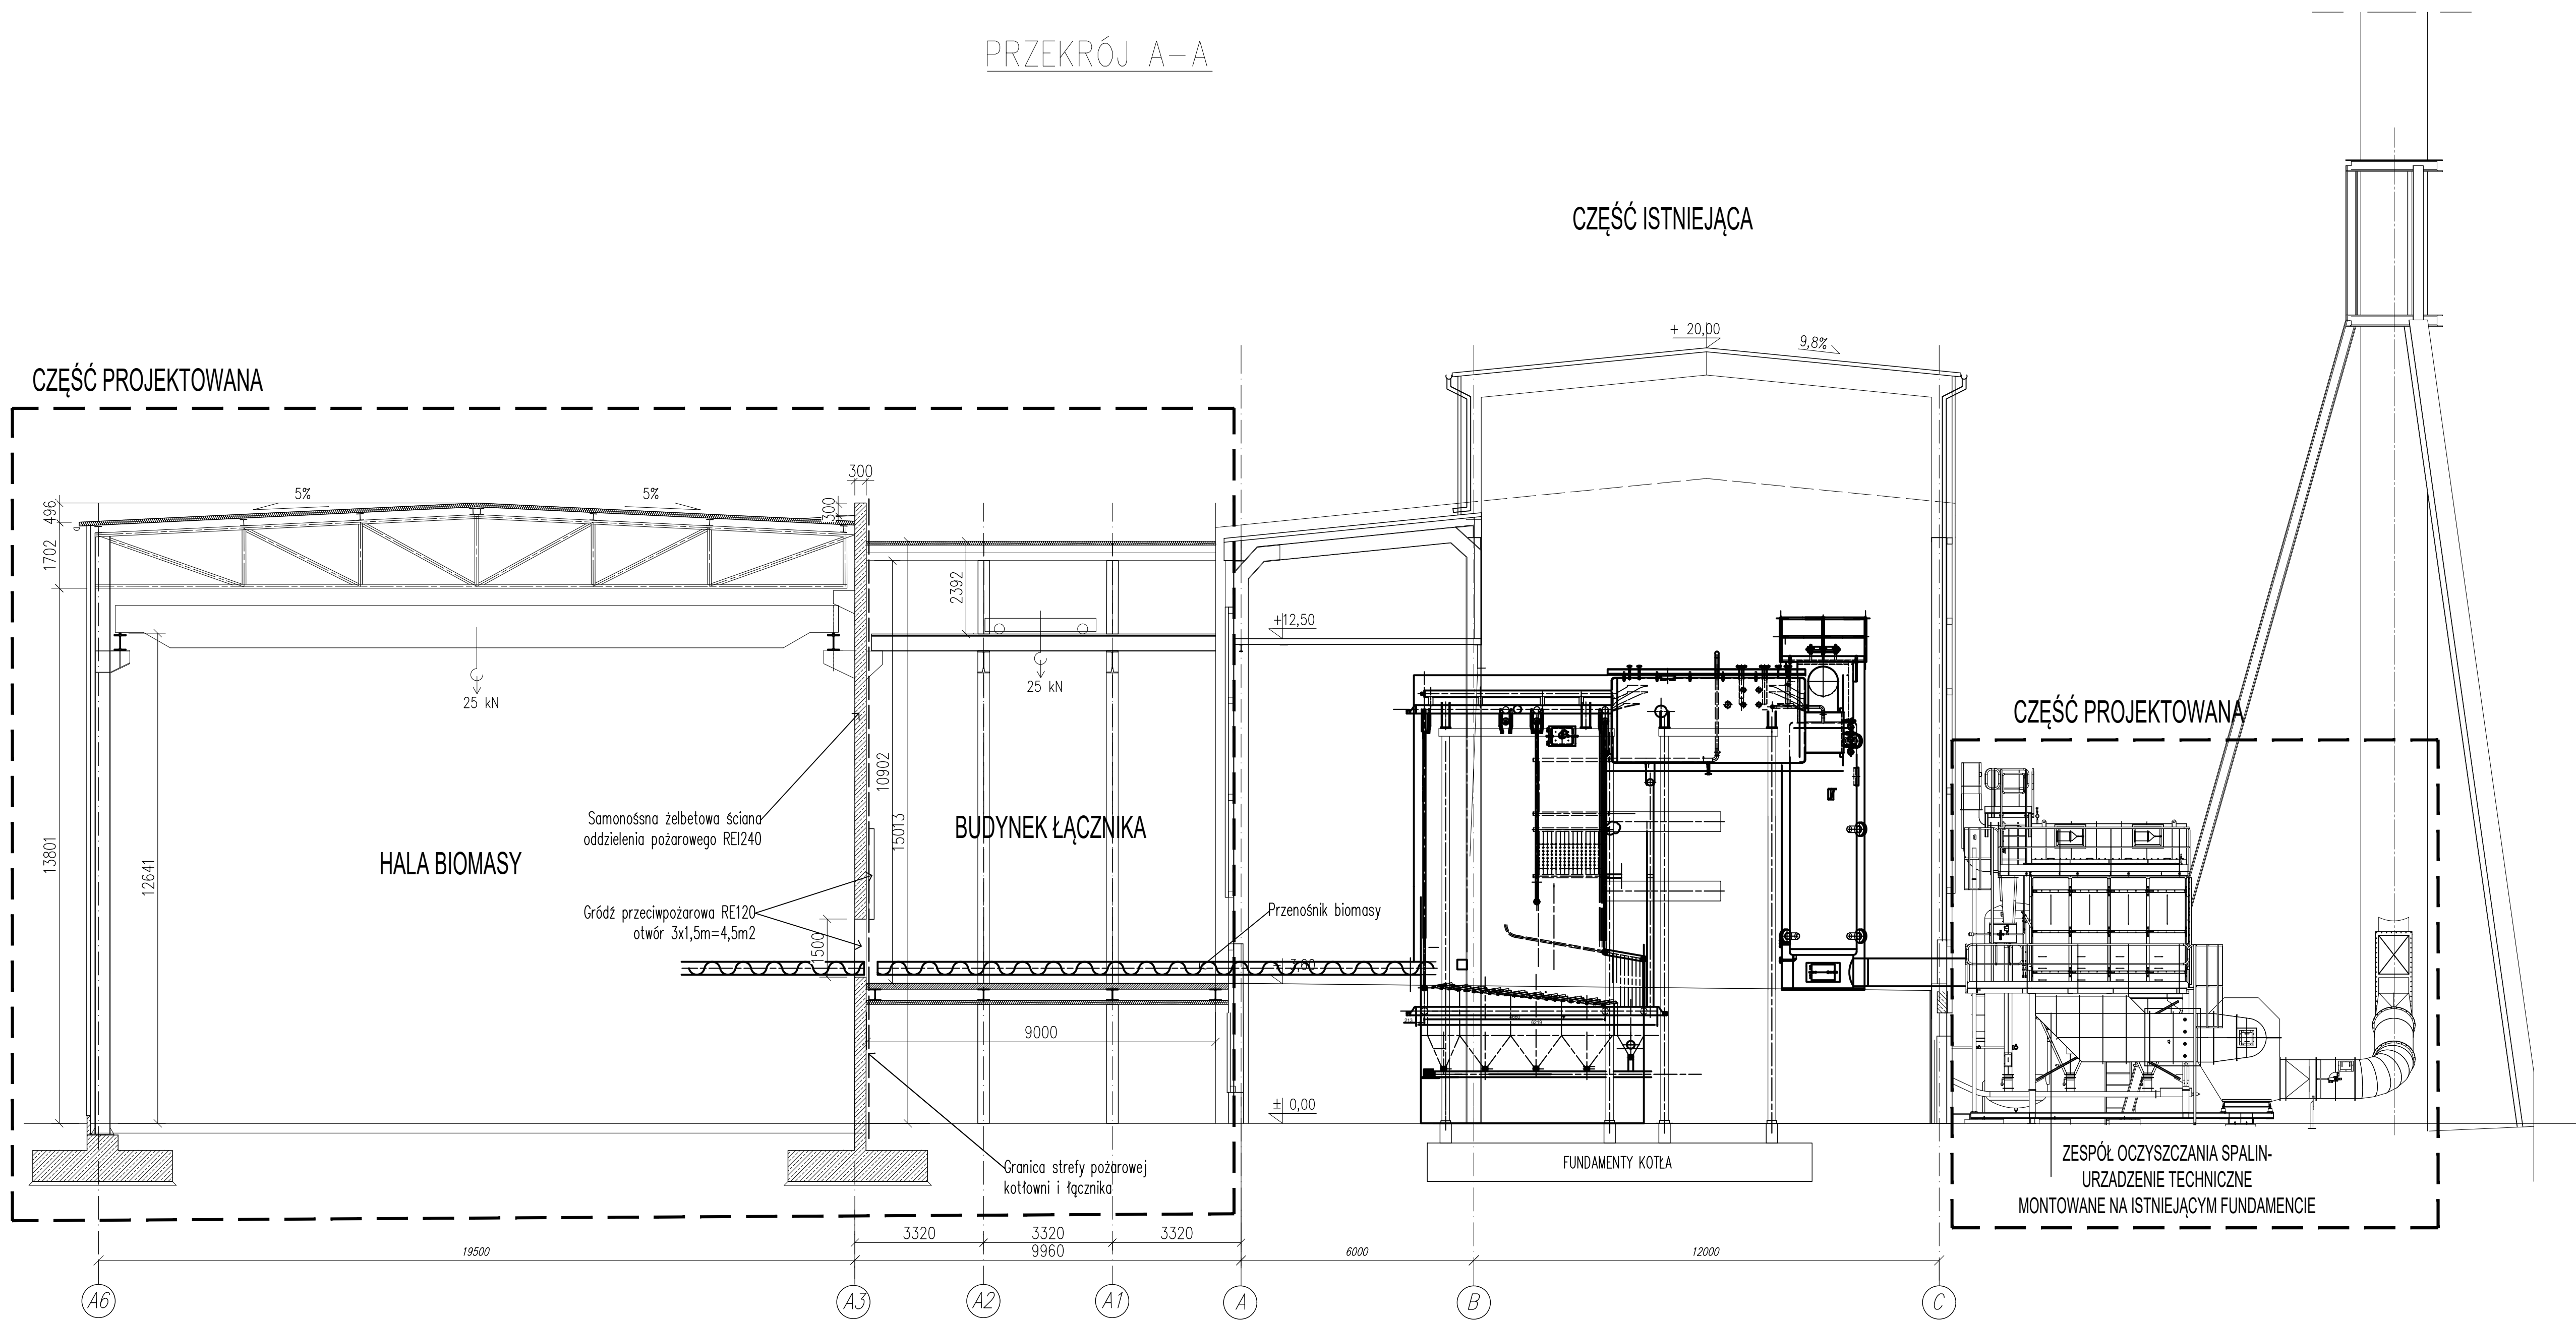 PRZEKRÓJ A-A
CZĘŚĆ ISTNIEJĄCA
+ 20,00
9,8%
CZĘŚĆ PROJEKTOWANA
300
5%
5%
300
496
1702
2392
+12,50
25 kN
25 kN
CZĘŚĆ PROJEKTOWANA
10902
15013
Samonośna żelbetowa ściana
oddzielenia pożarowego REI240
BUDYNEK ŁĄCZNIKA
13801
12641
HALA BIOMASY
Gródź przeciwpożarowa RE120
otwór 3x1,5m=4,5m2
1500
Przenośnik biomasy
9000
± 0,00
Granica strefy pożarowej
kotłowni i łącznika
FUNDAMENTY KOTŁA
ZESPÓŁ OCZYSZCZANIA SPALIN-
URZADZENIE TECHNICZNE
MONTOWANE NA ISTNIEJĄCYM FUNDAMENCIE
3320
3320
3320
19500
9960
6000
12000
A6
A3
A2
A1
A
B
C